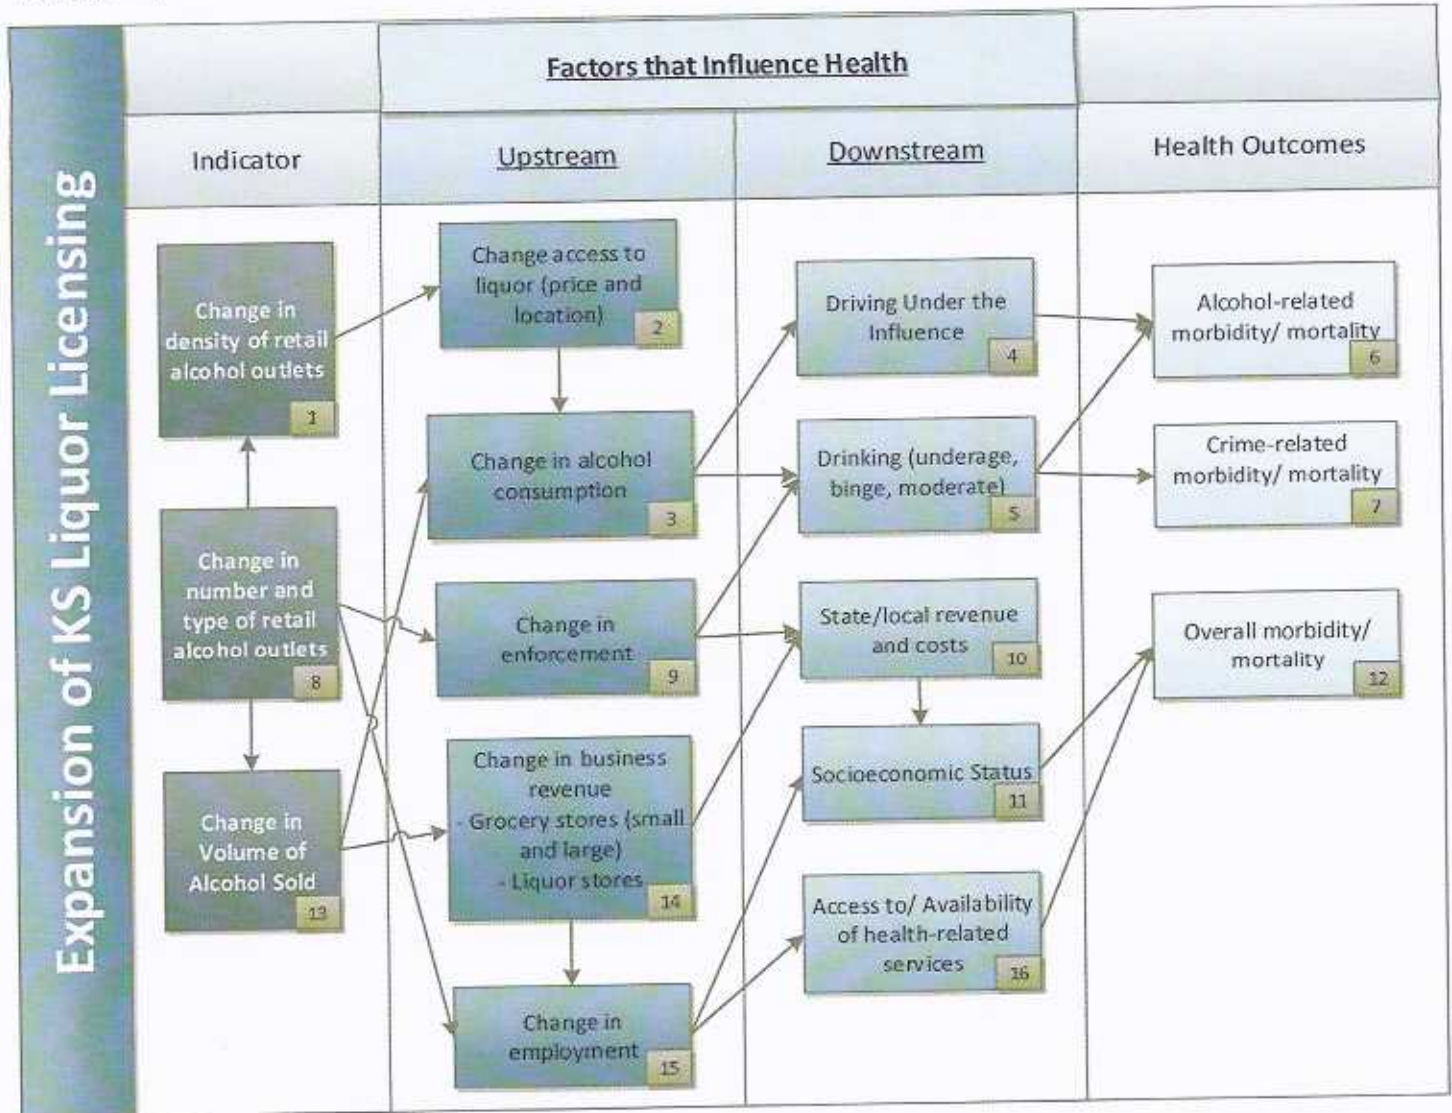 Expansion of KS Liquor Licensing
Factors that Influence Health
Indicator
Upstream
Downstream
Health Outcomes
Change in
density of retail
alcohol outlets
1
Change in
number and
type of retail
alcohol outlets
8
Change in
Volume of
Alcohol Sold
13
Change access to
liquor (price and
location)
2
Change in alcohol
consumption
3
Change in
enforcement
9
Change in business
revenue
- Grocery stores (small
and large)
- Liquor stores
14
Change in
employment
15
Driving Under the
Influence
4
Drinking (underage,
binge, moderate)
5
State/local revenue
and costs
10
Socioeconomic Status
11
Access to/ Availability
of health-related
services
16
Alcohol-related
morbidity/ mortality
6
Crime-related
morbidity/ mortality
7
Overall morbidity/
mortality
12